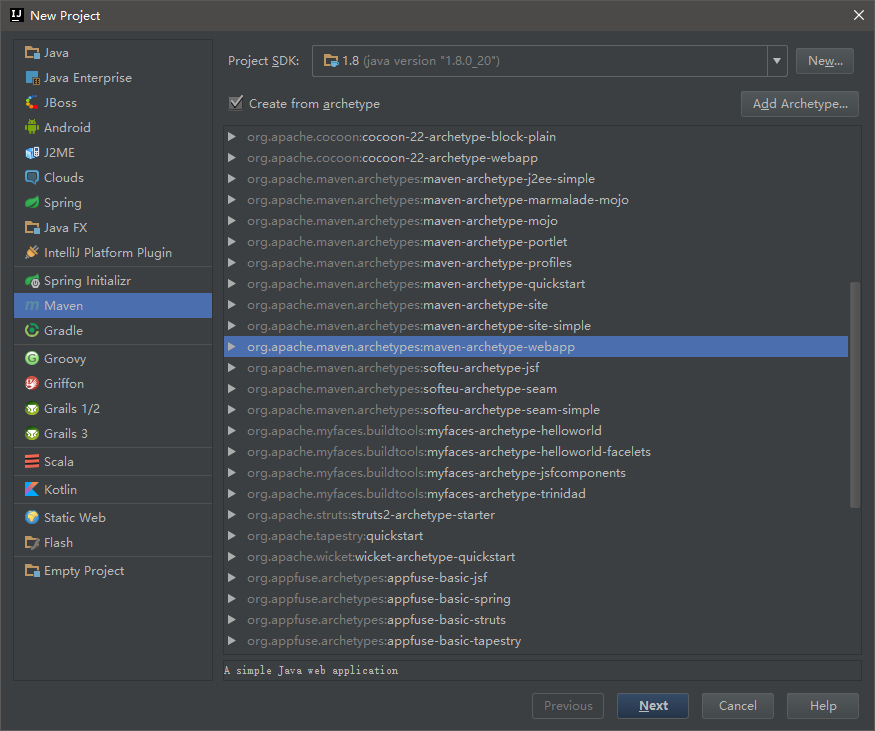 New Project
Java
Java Enterprise
JBoss
Android
J2ME
Clouds
Spring
Java FX
IntelliJ Platform Plugin
Spring Initializr
Maven
Gradle
Groovy
Griffon
Grails 1/2
Grails 3
Scala
Kotlin
Static Web
Flash
Empty Project
Project SDK: 1.8 (java version "1.8.0_20") New...
Create from archetype Add Archetype...
org.apache.cocoon:cocoon-22-archetype-block-plain
org.apache.cocoon:cocoon-22-archetype-webapp
org.apache.maven.archetypes:maven-archetype-j2ee-simple
org.apache.maven.archetypes:maven-archetype-marmalade-mojo
org.apache.maven.archetypes:maven-archetype-mojo
org.apache.maven.archetypes:maven-archetype-portlet
org.apache.maven.archetypes:maven-archetype-profiles
org.apache.maven.archetypes:maven-archetype-quickstart
org.apache.maven.archetypes:maven-archetype-site
org.apache.maven.archetypes:maven-archetype-site-simple
org.apache.maven.archetypes:maven-archetype-webapp
org.apache.maven.archetypes:softeu-archetype-jsf
org.apache.maven.archetypes:softeu-archetype-seam
org.apache.maven.archetypes:softeu-archetype-seam-simple
org.apache.myfaces.buildtools:myfaces-archetype-helloworld
org.apache.myfaces.buildtools:myfaces-archetype-helloworld-facelets
org.apache.myfaces.buildtools:myfaces-archetype-jsfcomponents
org.apache.myfaces.buildtools:myfaces-archetype-trinidad
org.apache.struts:struts2-archetype-starter
org.apache.tapestry:quickstart
org.apache.wicket:wicket-archetype-quickstart
org.appfuse.archetypes:appfuse-basic-jsf
org.appfuse.archetypes:appfuse-basic-spring
org.appfuse.archetypes:appfuse-basic-struts
org.appfuse.archetypes:appfuse-basic-tapestry
A simple Java web application
Previous Next Cancel Help